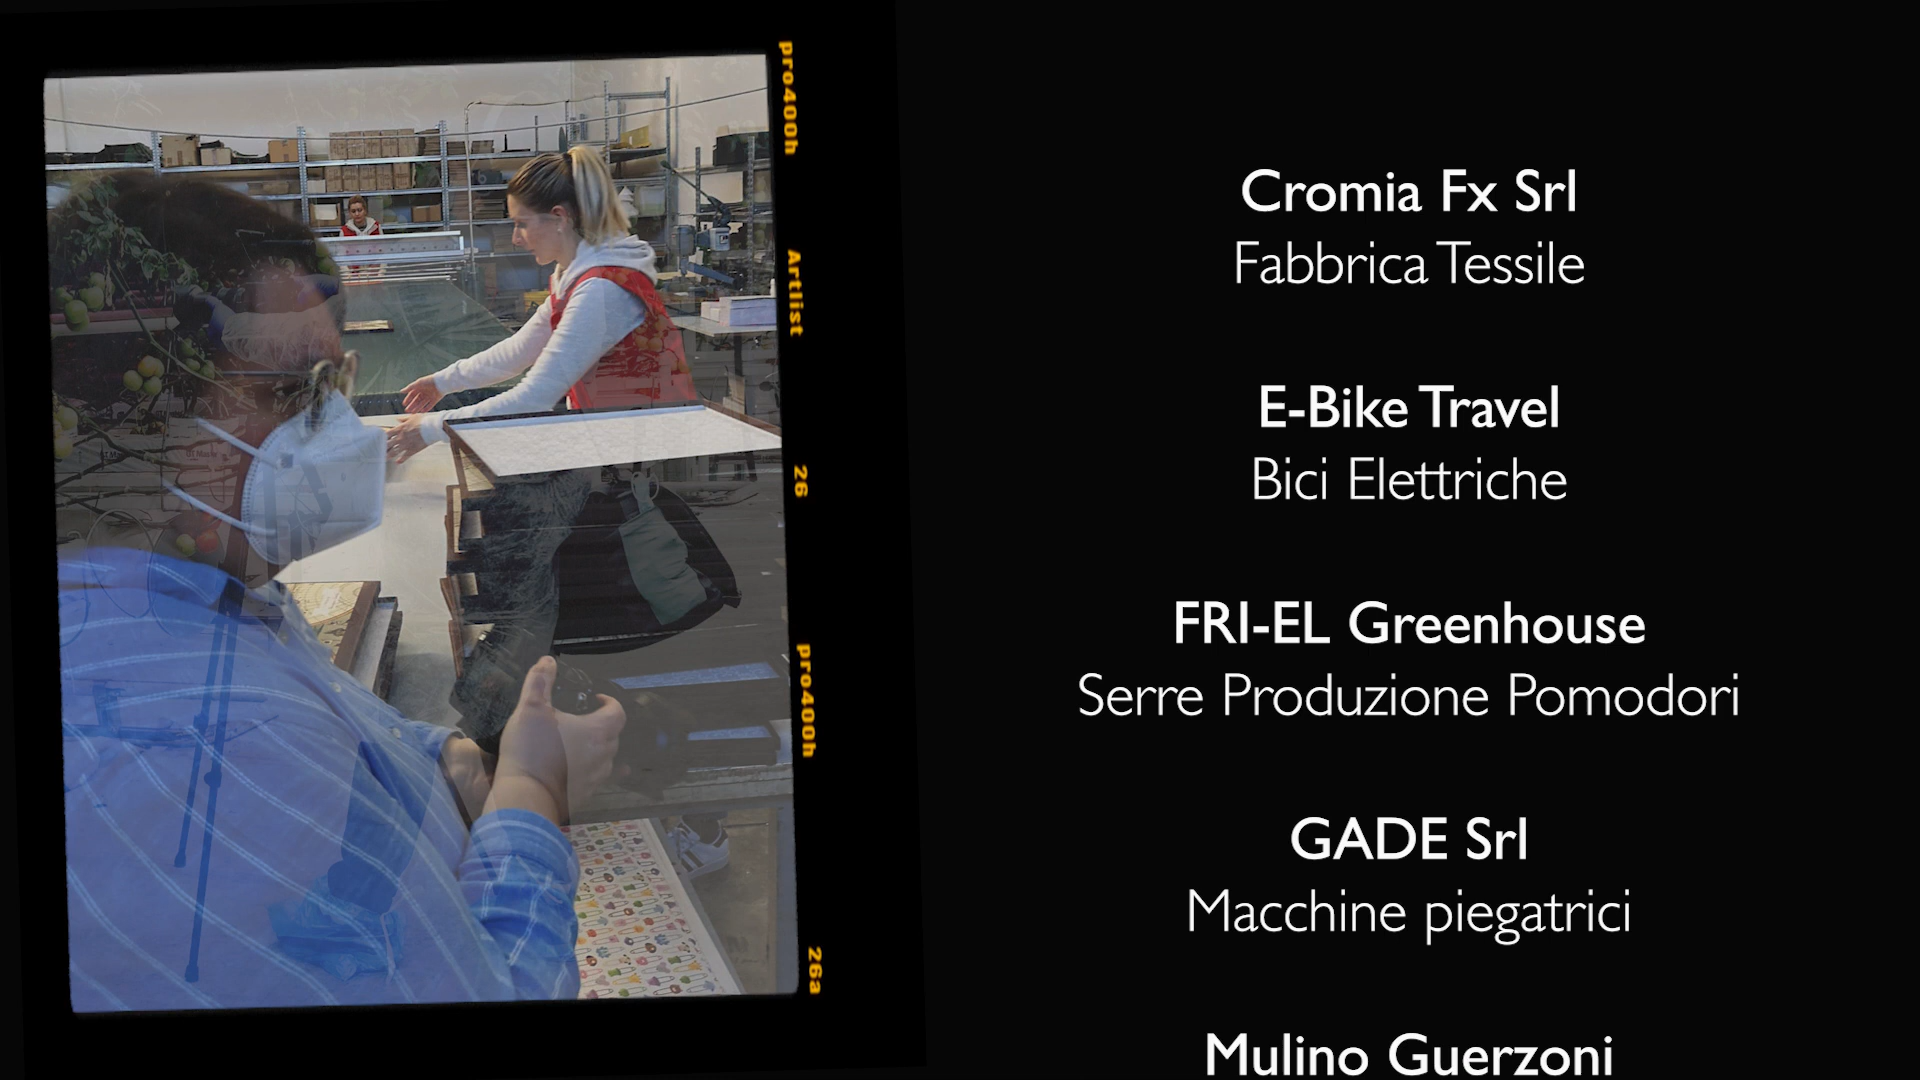 pro400h
Artlist
26
pro400h
26a
Cromia Fx Srl
Fabbrica Tessile
E-Bike Travel
Bici Elettriche
FRI-EL Greenhouse
Serre Produzione Pomodori
GADE Srl
Macchine piegatrici
Mulino Guerzoni